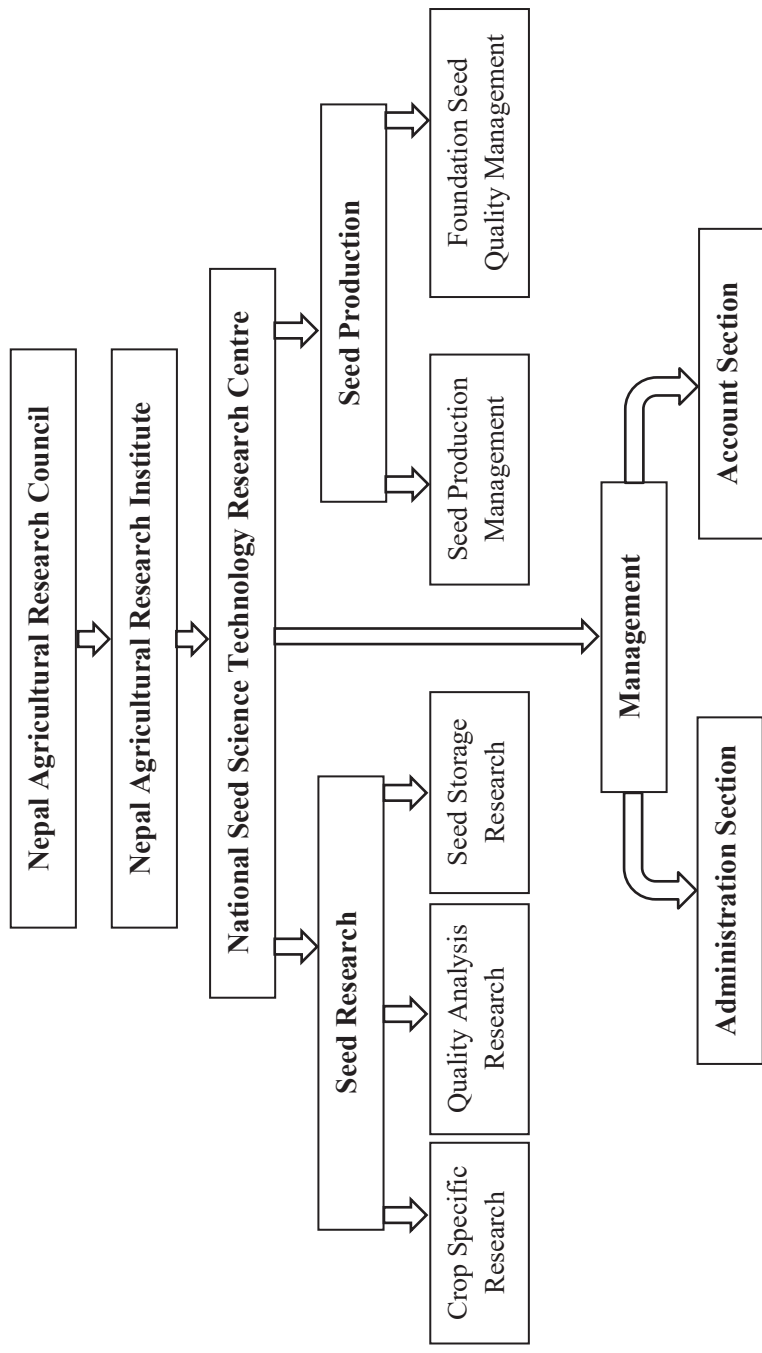 Nepal Agricultural Research Council
Nepal Agricultural Research Institute
National Seed Science Technology Research Centre
Seed Research
Seed Production
Crop Specific
Research
Quality Analysis
Research
Seed Storage
Research
Seed Production
Management
Foundation Seed
Quality Management
Management
Administration Section
Account Section